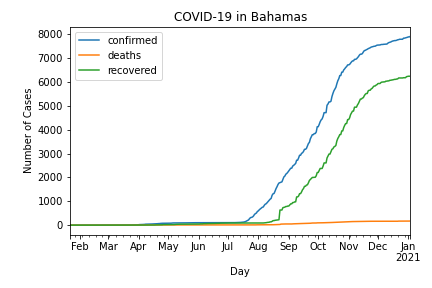 COVID-19 in Bahamas
8000
7000
6000
5000
4000
3000
2000
1000
0
Number of Cases
confirmed
deaths
recovered
Feb Mar Apr May Jun Jul Aug Sep Oct Nov Dec Jan
2021
Day